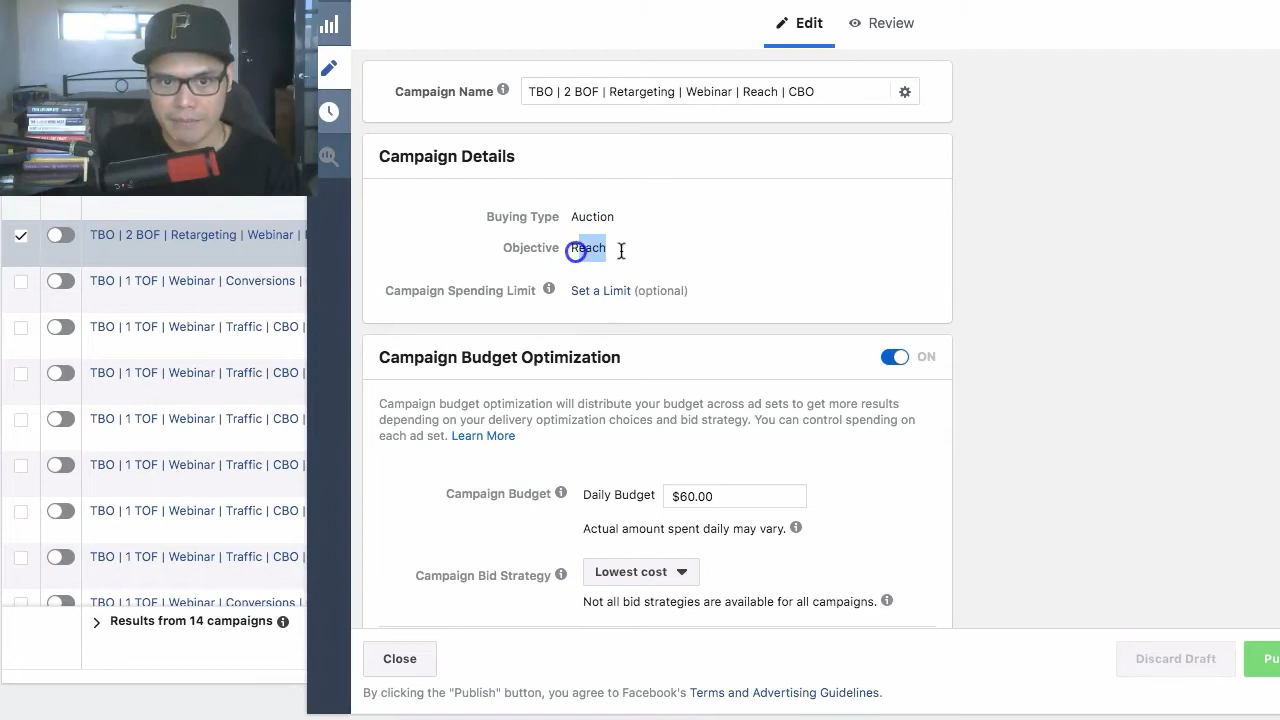 P
Edit
Review
Campaign Name
TBO | 2 BOF | Retargeting | Webinar | Reach | CBO
Campaign Details
Buying Type Auction
Objective Reach
Campaign Spending Limit Set a Limit (optional)
Campaign Budget Optimization
ON
Campaign budget optimization will distribute your budget across ad sets to get more results
depending on your delivery optimization choices and bid strategy. You can control spending on
each ad set. Learn More
Campaign Budget Daily Budget $60.00
Actual amount spent daily may vary.
Campaign Bid Strategy Lowest cost
Not all bid strategies are available for all campaigns.
Close
Discard Draft
Pu
By clicking the "Publish" button, you agree to Facebook's Terms and Advertising Guidelines.
TBO | 2 BOF | Retargeting | Webinar |
TBO | 1 TOF | Webinar | Conversions |
TBO | 1 TOF | Webinar | Traffic | CBO |
TBO | 1 TOF | Webinar | Traffic | CBO |
TBO | 1 TOF | Webinar | Traffic | CBO |
TBO | 1 TOF | Webinar | Traffic | CBO |
TBO | 1 TOF | Webinar | Traffic | CBO |
TBO | 1 TOF | Webinar | Traffic | CBO |
TBO | 1 TOF | Webinar | Conversions |
Results from 14 campaigns